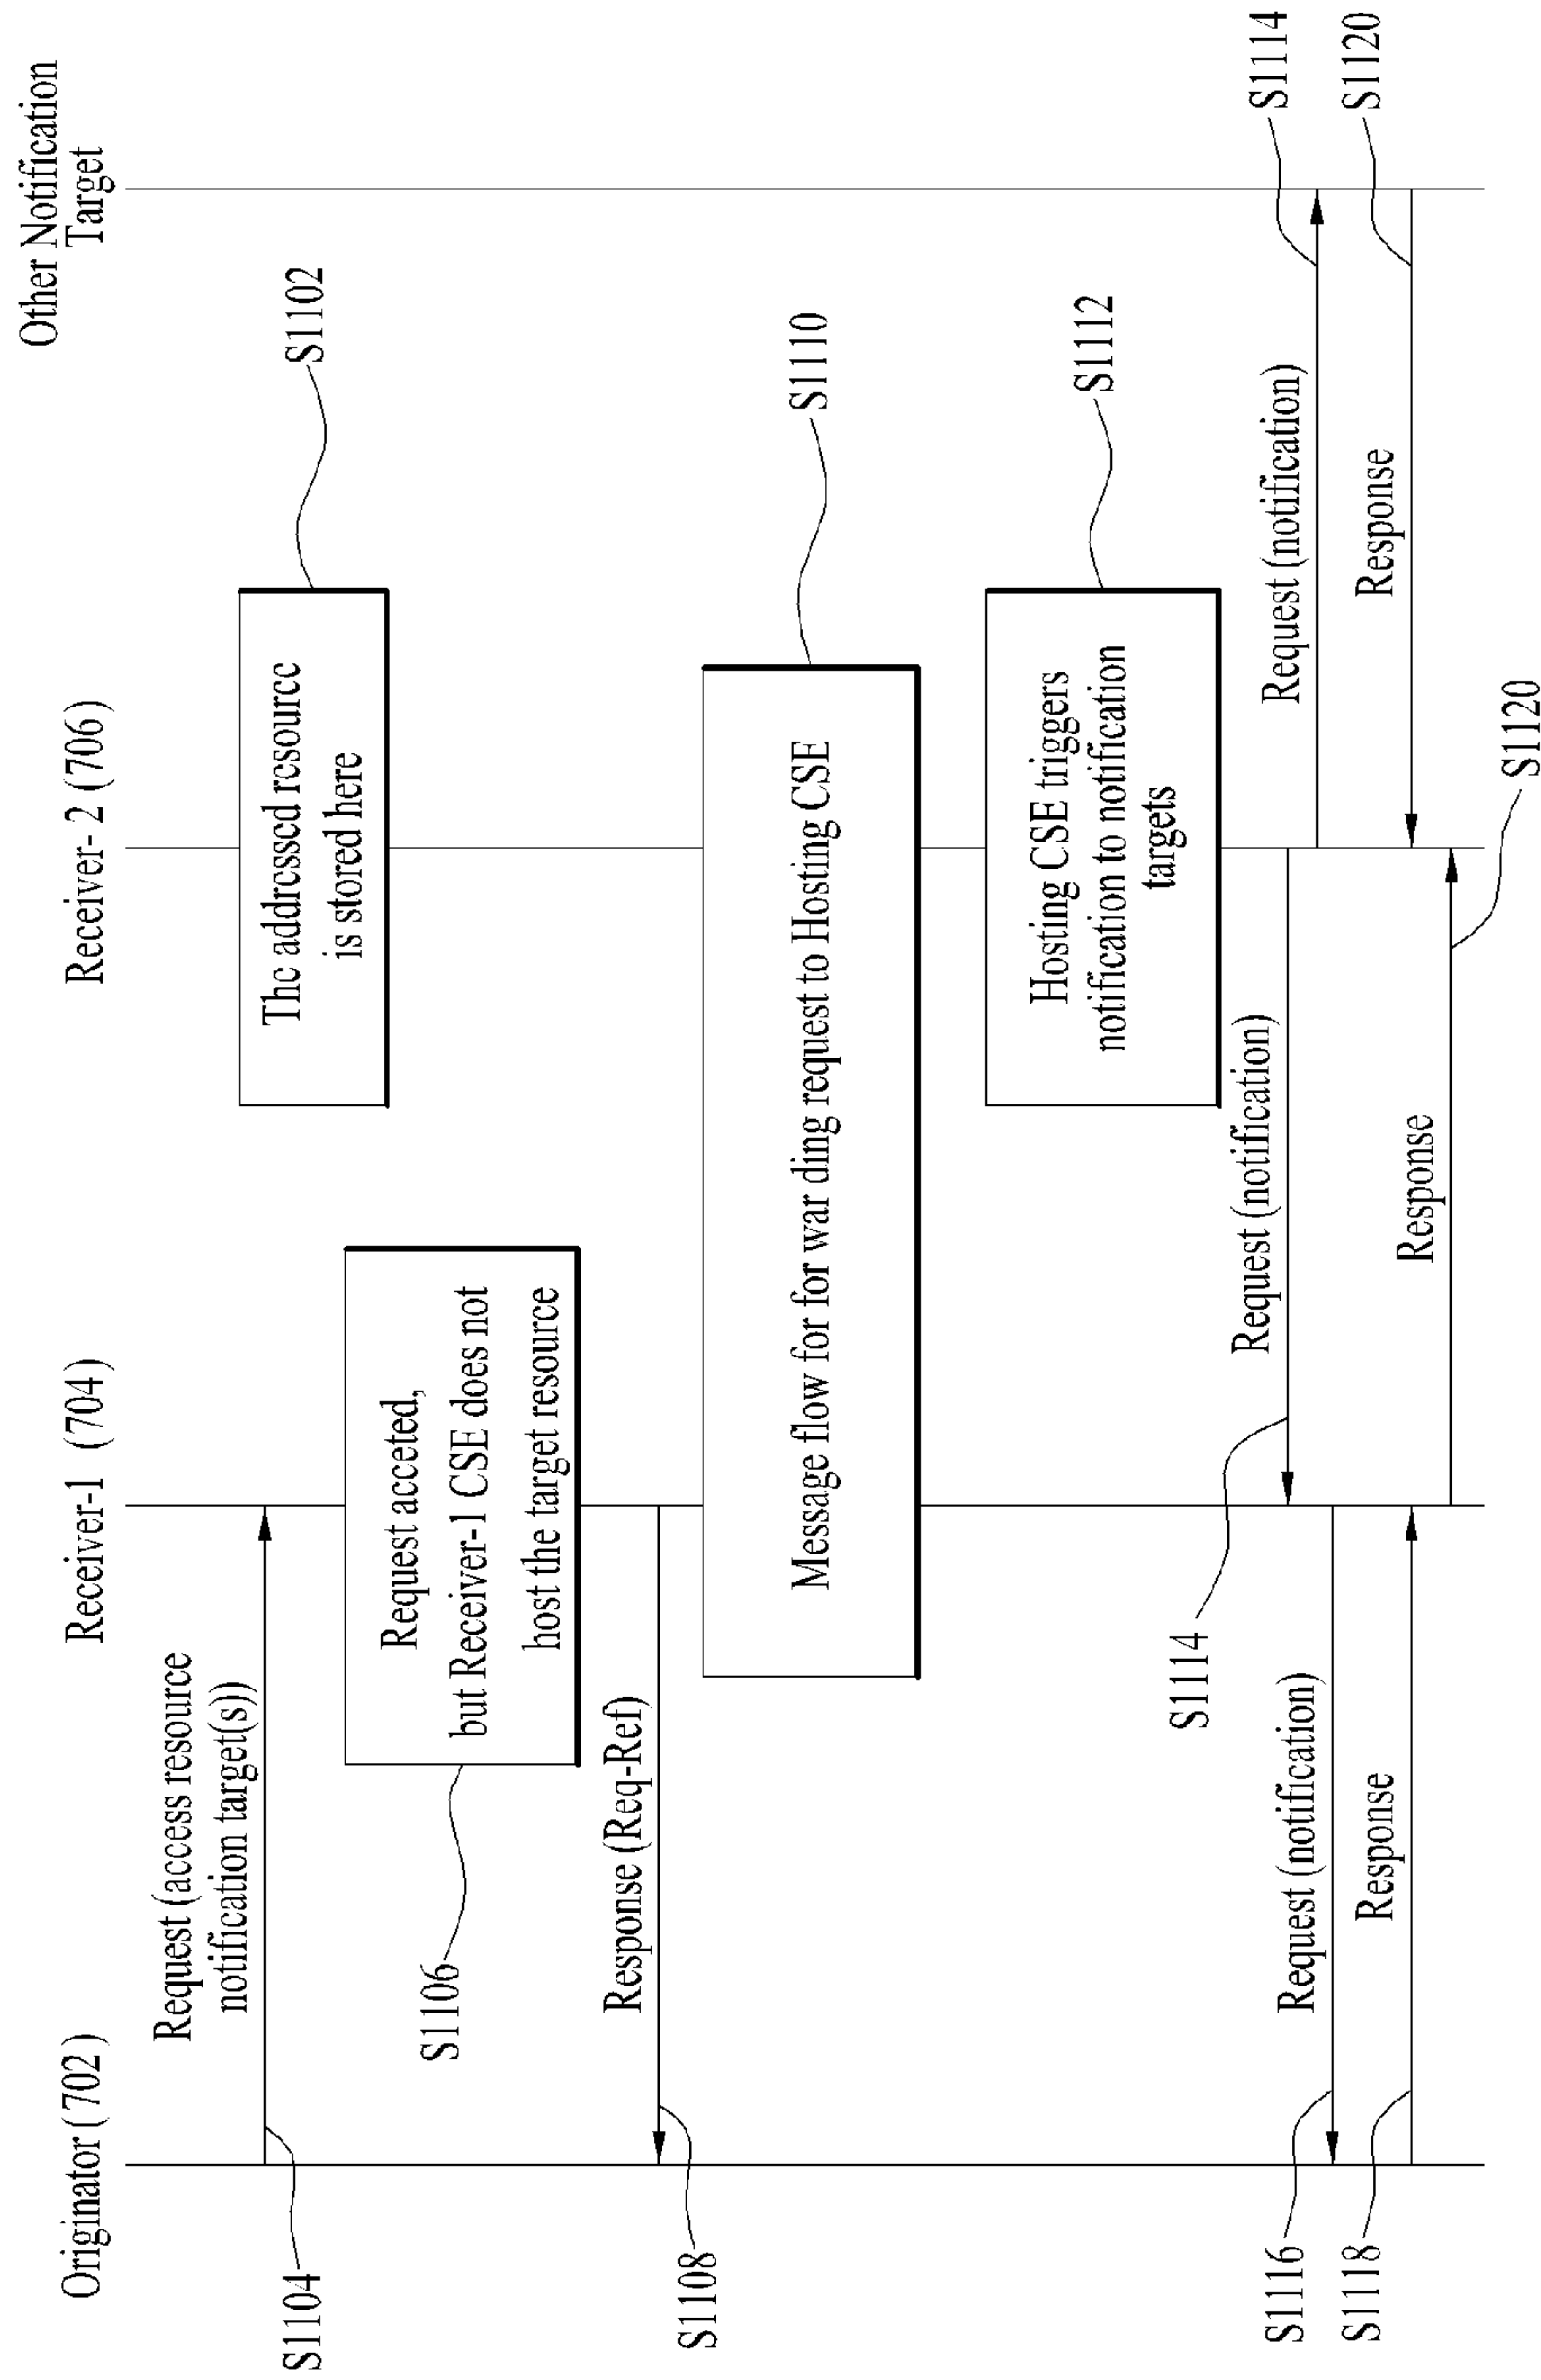 Originator (702)
Receiver-1 (704)
Receiver- 2 (706)
Other Notification
Target
Request (access resource
notification target(s))
S1104
The addressed resource
is stored here
S1102
Request acceted,
but Receiver-1 CSE does not
host the target resource
S1106
Response (Req-Ref)
S1108
Message flow for for war ding request to Hosting CSE
S1110
Hosting CSE triggers
notification to notification
targets
S1112
Request (notification)
S1114
Request (notification)
S1114
Request (notification)
S1116
Response
S1118
Response
S1120
Response
S1120